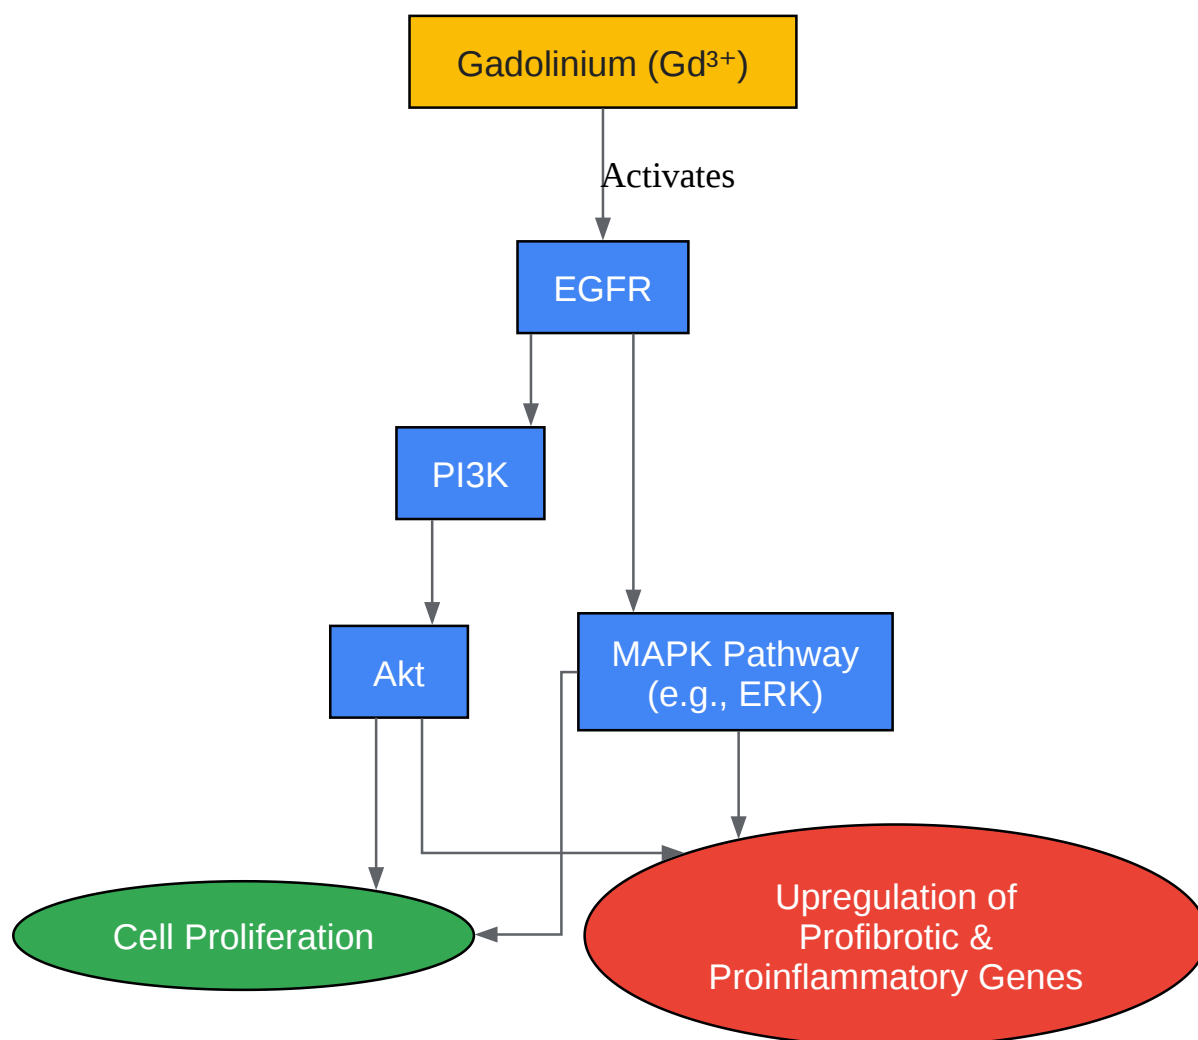 Gadolinium (Gd³⁺)
Activates
EGFR
PI3K
Akt
MAPK Pathway
(e.g., ERK)
Cell Proliferation
Upregulation of
Profibrotic &
Proinflammatory Genes